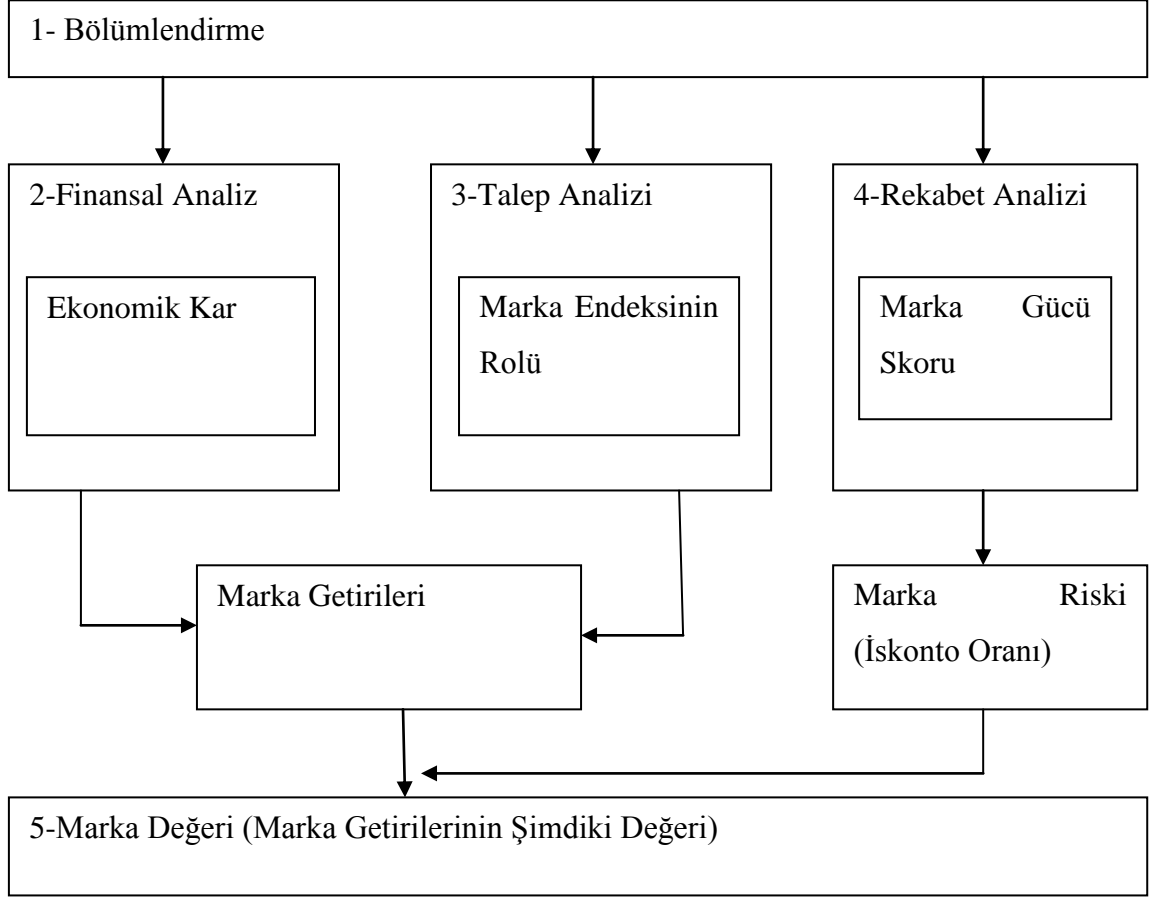 1- Bölümlendirme
2-Finansal Analiz
Ekonomik Kar
3-Talep Analizi
Marka Endeksinin
Rolü
4-Rekabet Analizi
Marka Gücü
Skoru
Marka Getirileri
Marka Riski
(İskonto Oranı)
5-Marka Değeri (Marka Getirilerinin Şimdiki Değeri)